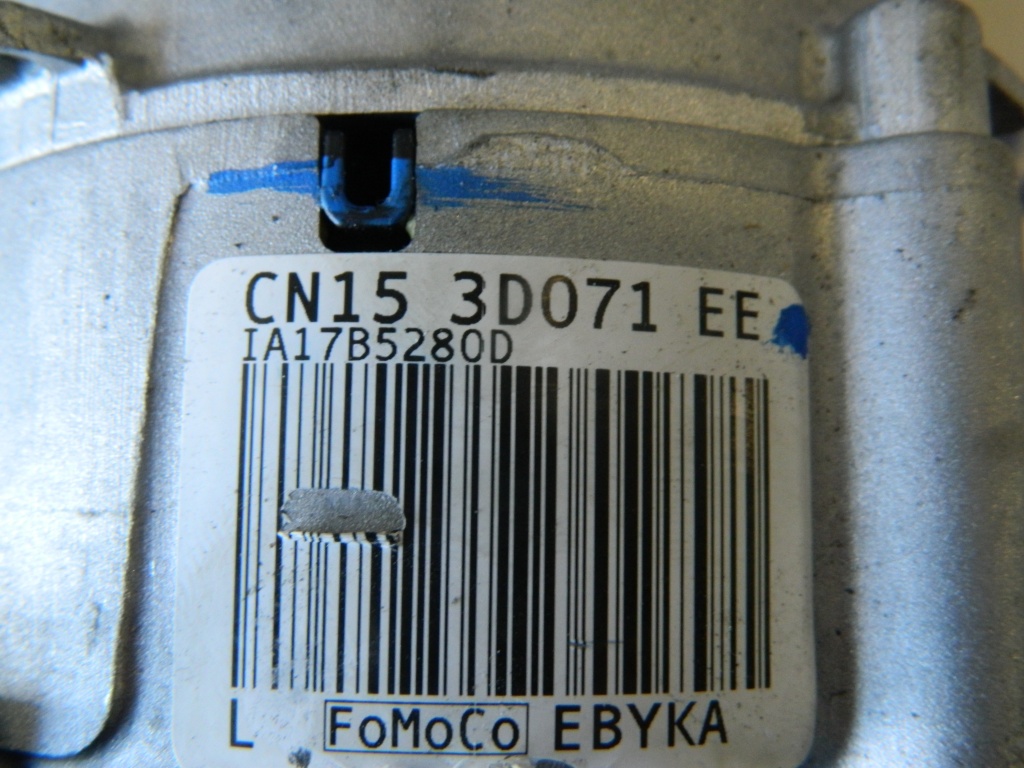 CN15 3D071 EE
IA17B5280D
L FoMoCo EBYKA